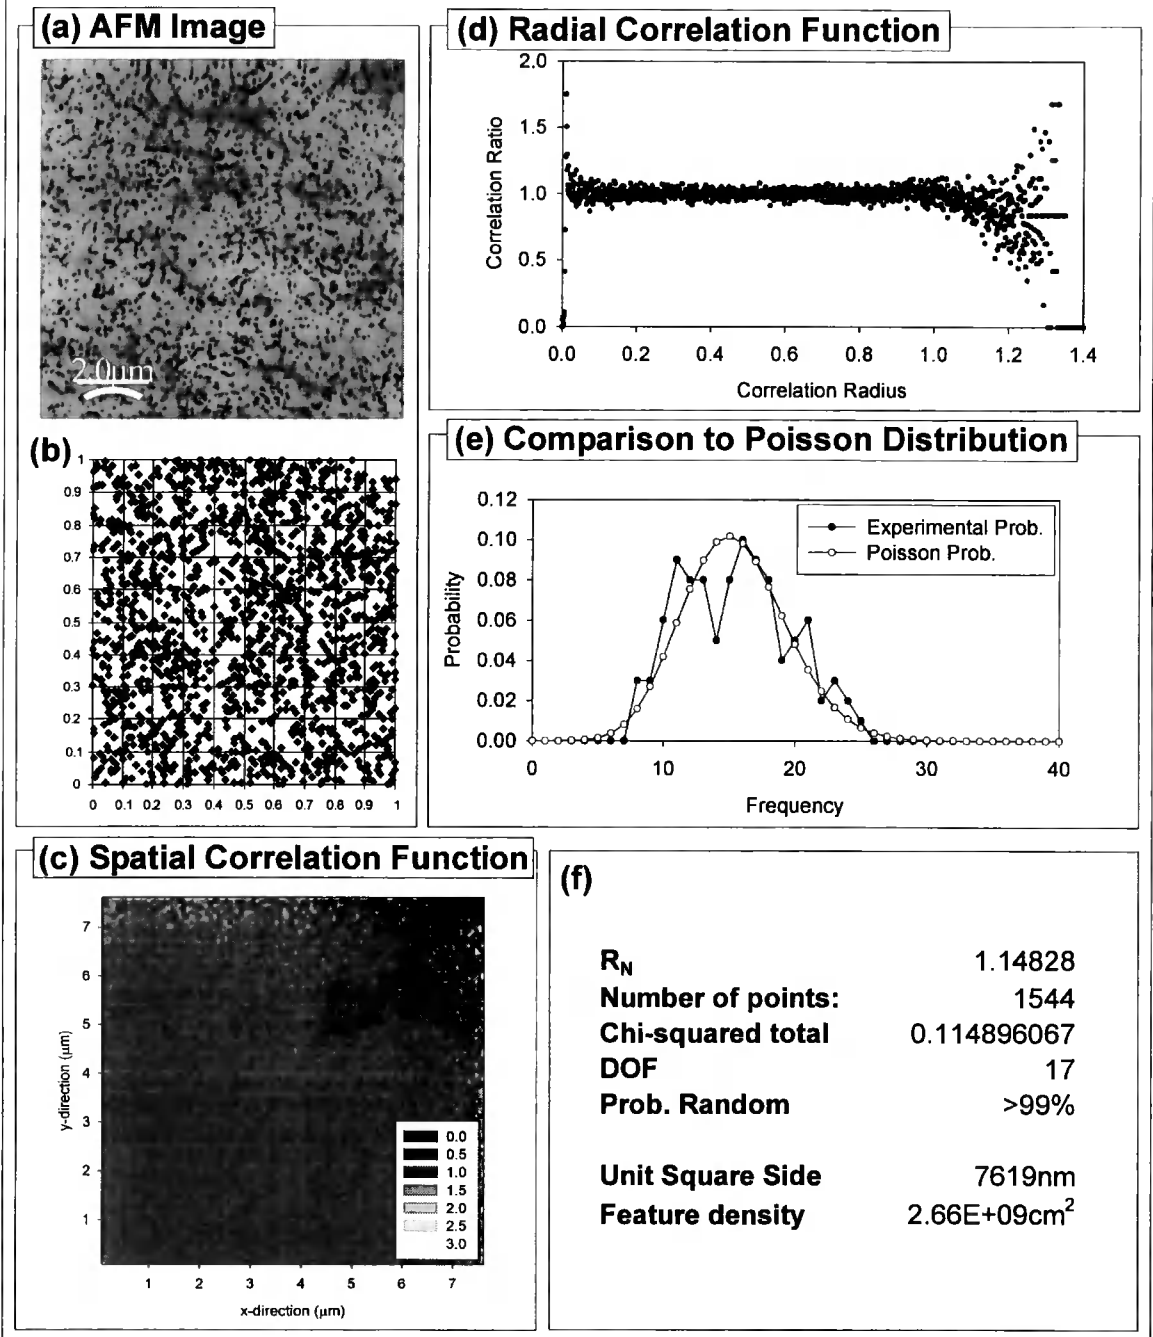 (a) AFM Image
2.0μm
(b)
1
0.9
0.8
0.7
0.6
0.5
0.4
0.3
0.2
0.1
0
0 0.1 0.2 0.3 0.4 0.5 0.6 0.7 0.8 0.9 1
(c) Spatial Correlation Function
y-direction (μm)
7
6
5
4
3
2
1
0.0
0.5
1.0
1.5
2.0
2.5
3.0
1 2 3 4 5 6 7
x-direction (μm)
(d) Radial Correlation Function
Correlation Ratio
2.0
1.5
1.0
0.5
0.0
0.0 0.2 0.4 0.6 0.8 1.0 1.2 1.4
Correlation Radius
(e) Comparison to Poisson Distribution
Probability
0.12
0.10
0.08
0.06
0.04
0.02
0.00
Experimental Prob.
Poisson Prob.
0 10 20 30 40
Frequency
(f)
R_N 1.14828
Number of points: 1544
Chi-squared total 0.114896067
DOF 17
Prob. Random >99%
Unit Square Side 7619nm
Feature density 2.66E+09cm²